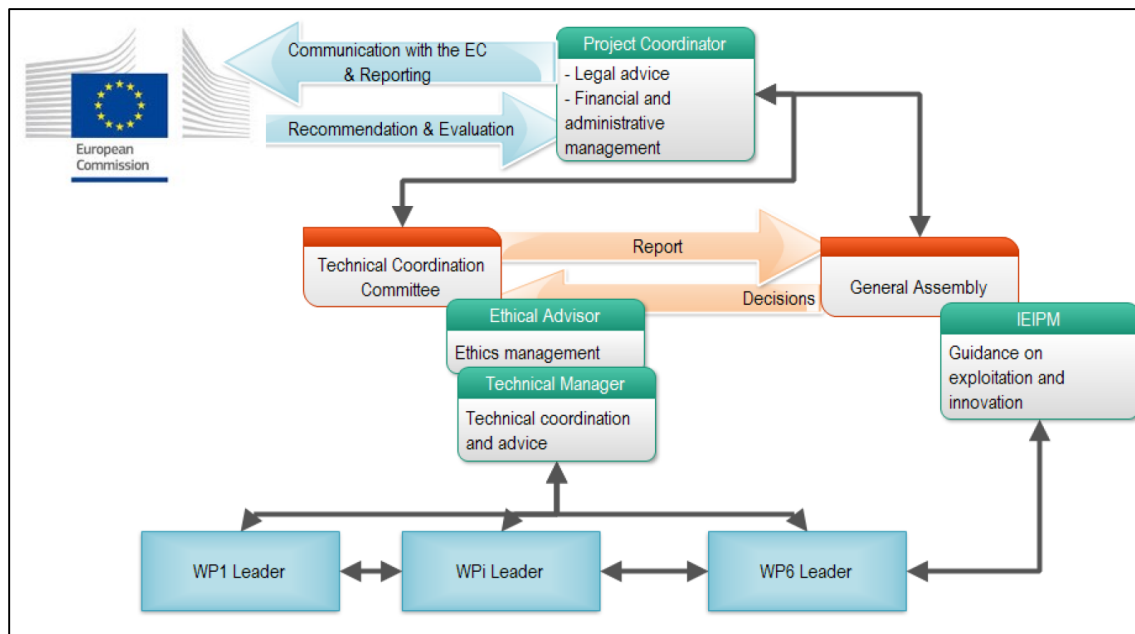 Communication with the EC
& Reporting
Project Coordinator
- Legal advice
- Financial and
administrative
management
Recommendation & Evaluation
European
Commission
Technical Coordination
Committee
Report
Decisions
General Assembly
Ethical Advisor
Ethics management
IEIPM
Guidance on
exploitation and
innovation
Technical Manager
Technical coordination
and advice
WP1 Leader
WPi Leader
WP6 Leader